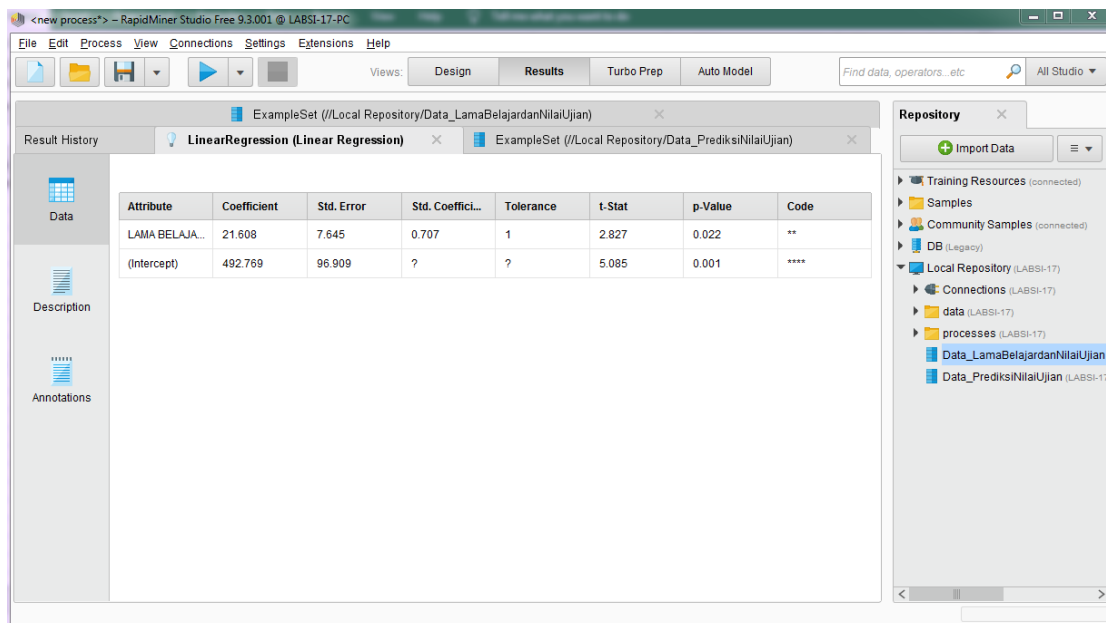 <new process*> – RapidMiner Studio Free 9.3.001 @ LABSI-17-PC
File Edit Process View Connections Settings Extensions Help
Views: Design Results Turbo Prep Auto Model Find data, operators...etc All Studio
ExampleSet (//Local Repository/Data_LamaBelajardanNilaiUjian)
Result History LinearRegression (Linear Regression) ExampleSet (//Local Repository/Data_PrediksiNilaiUjian)
Data
Description
Annotations
Attribute Coefficient Std. Error Std. Coeffici... Tolerance t-Stat p-Value Code
LAMA BELAJA... 21.608 7.645 0.707 1 2.827 0.022 **
(Intercept) 492.769 96.909 ? ? 5.085 0.001 ****
Repository
Import Data
Training Resources (connected)
Samples
Community Samples (connected)
DB (Legacy)
Local Repository (LABSI-17)
Connections (LABSI-17)
data (LABSI-17)
processes (LABSI-17)
Data_LamaBelajardanNilaiUjian
Data_PrediksiNilaiUjian (LABSI-17